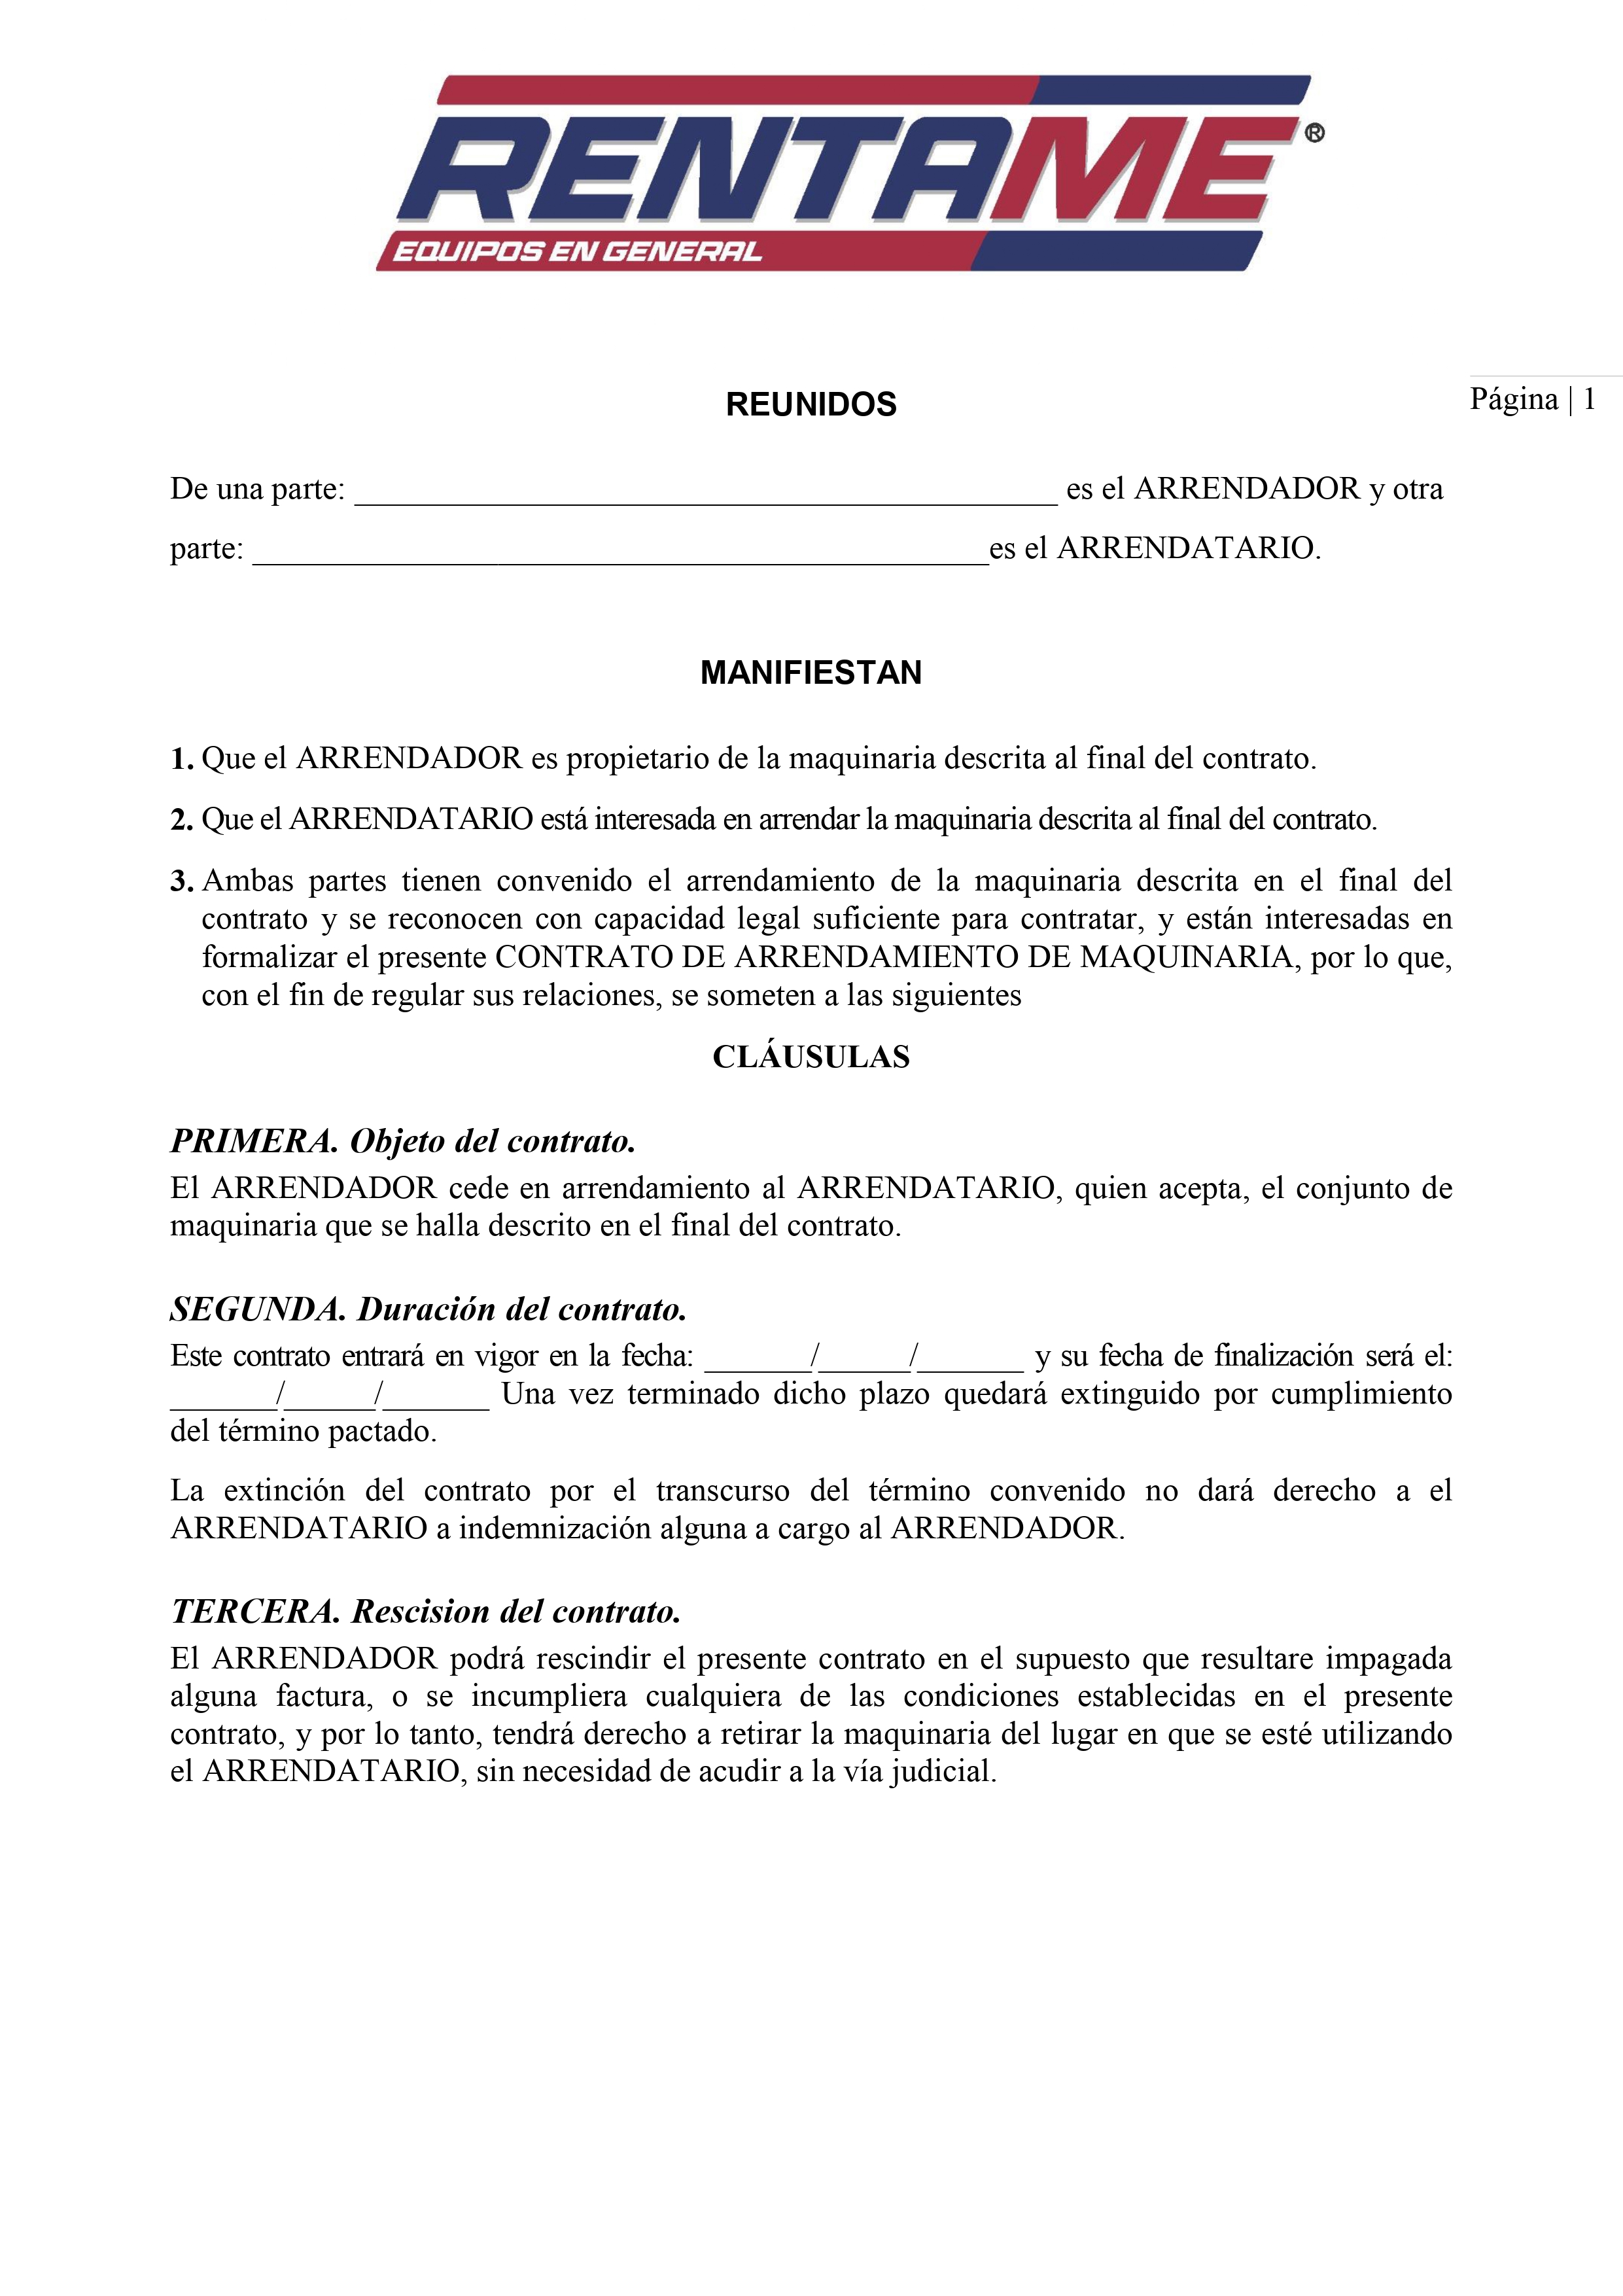 RENTAME®
EQUIPOS EN GENERAL
Página | 1
REUNIDOS
De una parte: ___________________________________________ es el ARRENDADOR y otra
parte: _____________________________________________es el ARRENDATARIO.
MANIFIESTAN
1. Que el ARRENDADOR es propietario de la maquinaria descrita al final del contrato.
2. Que el ARRENDATARIO está interesada en arrendar la maquinaria descrita al final del contrato.
3. Ambas partes tienen convenido el arrendamiento de la maquinaria descrita en el final del
contrato y se reconocen con capacidad legal suficiente para contratar, y están interesadas en
formalizar el presente CONTRATO DE ARRENDAMIENTO DE MAQUINARIA, por lo que,
con el fin de regular sus relaciones, se someten a las siguientes
CLÁUSULAS
PRIMERA. Objeto del contrato.
El ARRENDADOR cede en arrendamiento al ARRENDATARIO, quien acepta, el conjunto de
maquinaria que se halla descrito en el final del contrato.
SEGUNDA. Duración del contrato.
Este contrato entrará en vigor en la fecha: _______/______/_______ y su fecha de finalización será el:
_______/______/_______ Una vez terminado dicho plazo quedará extinguido por cumplimiento
del término pactado.
La extinción del contrato por el transcurso del término convenido no dará derecho a el
ARRENDATARIO a indemnización alguna a cargo al ARRENDADOR.
TERCERA. Rescision del contrato.
El ARRENDADOR podrá rescindir el presente contrato en el supuesto que resultare impagada
alguna factura, o se incumpliera cualquiera de las condiciones establecidas en el presente
contrato, y por lo tanto, tendrá derecho a retirar la maquinaria del lugar en que se esté utilizando
el ARRENDATARIO, sin necesidad de acudir a la vía judicial.